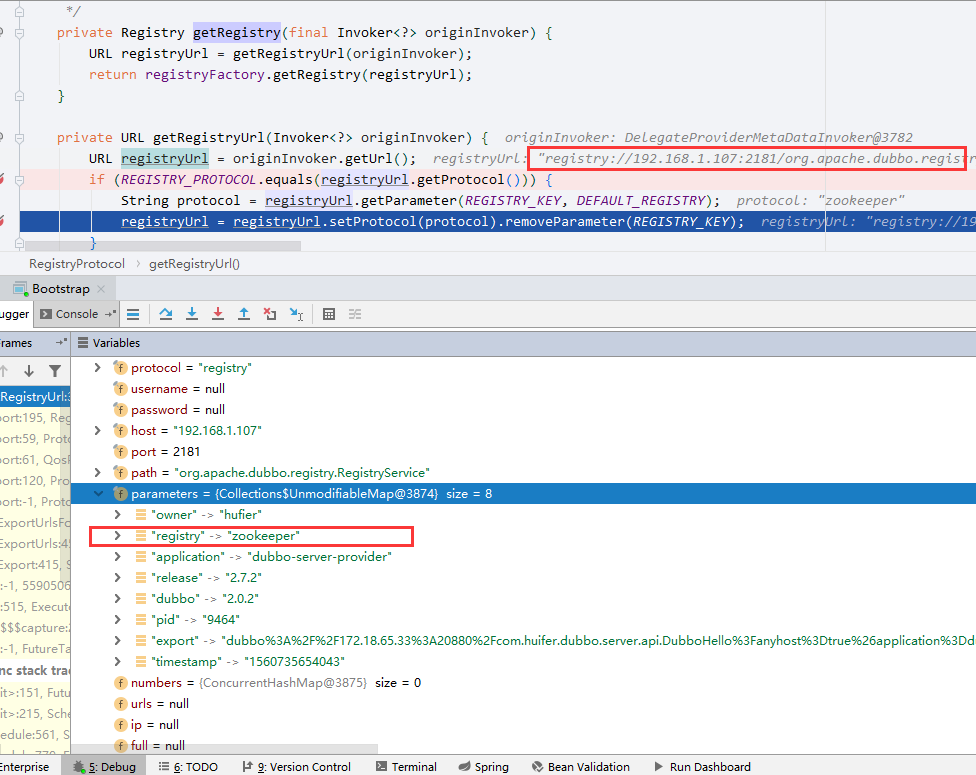 */
private Registry getRegistry(final Invoker<?> originInvoker) {
URL registryUrl = getRegistryUrl(originInvoker);
return registryFactory.getRegistry(registryUrl);
}
private URL getRegistryUrl(Invoker<?> originInvoker) { originInvoker: DelegateProviderMetaDataInvoker@3782
URL registryUrl = originInvoker.getUrl(); registryUrl: "registry://192.168.1.107:2181/org.apache.dubbo.registr
if (REGISTRY_PROTOCOL.equals(registryUrl.getProtocol())) {
String protocol = registryUrl.getParameter(REGISTRY_KEY, DEFAULT_REGISTRY); protocol: "zookeeper"
registryUrl = registryUrl.setProtocol(protocol).removeParameter(REGISTRY_KEY); registryUrl: "registry://19
}
RegistryProtocol › getRegistryUrl()
Bootstrap ×
ugger Console
rames Variables
protocol = "registry"
username = null
RegistryUrl:3
password = null
port:195, Reg
host = "192.168.1.107"
port:59, Proto
port = 2181
port:61, QosP
path = "org.apache.dubbo.registry.RegistryService"
port:120, Prot
parameters = {Collections$UnmodifiableMap@3874} size = 8
port:-1, Proto
"owner" -> "hufier"
ExportUrlsFo
"registry" -> "zookeeper"
ExportUrls:45
"application" -> "dubbo-server-provider"
Export:415, S
"release" -> "2.7.2"
:-1, 5590506
"dubbo" -> "2.0.2"
:515, Execute
"pid" -> "9464"
$$$capture:2
"export" -> "dubbo%3A%2F%2F172.18.65.33%3A20880%2Fcom.huifer.dubbo.server.api.DubboHello%3Fanyhost%3Dtrue%26application%3Dd
:-1, FutureTa
"timestamp" -> "1560735654043"
nc stack trac
numbers = {ConcurrentHashMap@3875} size = 0
it>:151, Futu
urls = null
it>:215, Sche
ip = null
edule:561, S
full = null
Enterprise 5: Debug 6: TODO 9: Version Control Terminal Spring Bean Validation Run Dashboard